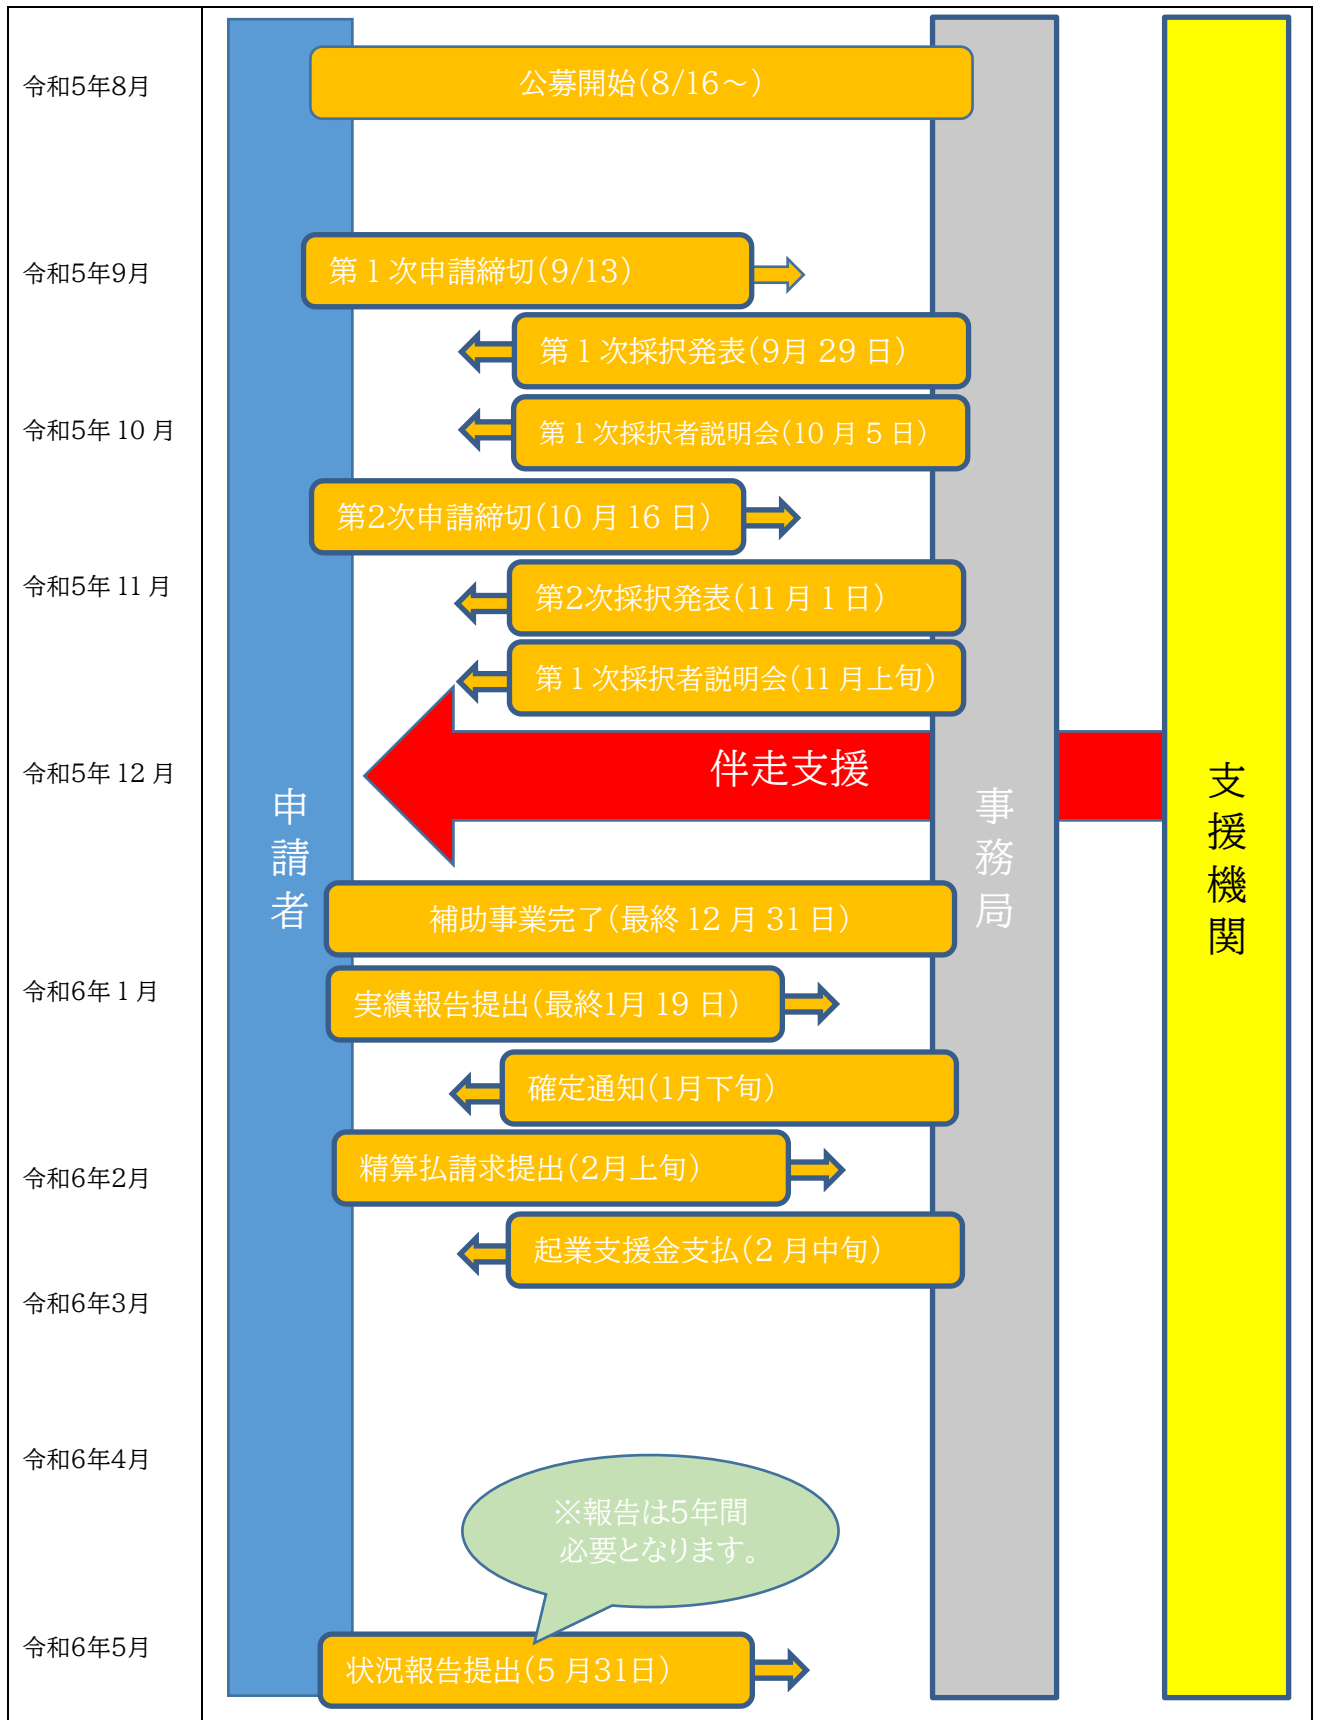 令和5年8月
公募開始(8/16～)
令和5年9月
第1次申請締切(9/13)
第1次採択発表(9月 29 日)
令和5年 10 月
第1次採択者説明会(10 月 5 日)
第2次申請締切(10 月 16 日)
令和5年 11 月
第2次採択発表(11 月 1 日)
第1次採択者説明会(11 月上旬)
令和5年 12 月
伴走支援
申請者
事務局
支援機関
補助事業完了(最終 12 月 31 日)
令和6年1月
実績報告提出(最終1月 19 日)
確定通知(1月下旬)
令和6年2月
精算払請求提出(2月上旬)
起業支援金支払(2 月中旬)
令和6年3月
令和6年4月
※報告は5年間
必要となります。
令和6年5月
状況報告提出(5 月31日)